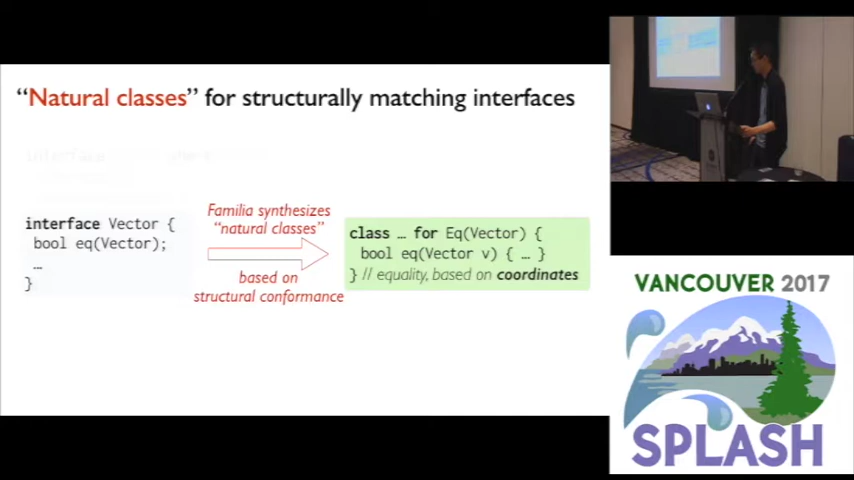 “Natural classes” for structurally matching interfaces
interface Vector {
bool eq(Vector);
…
}
Familia synthesizes
“natural classes”
based on
structural conformance
class … for Eq(Vector) {
bool eq(Vector v) { … }
} // equality, based on coordinates
VANCOUVER 2017
SPLASH